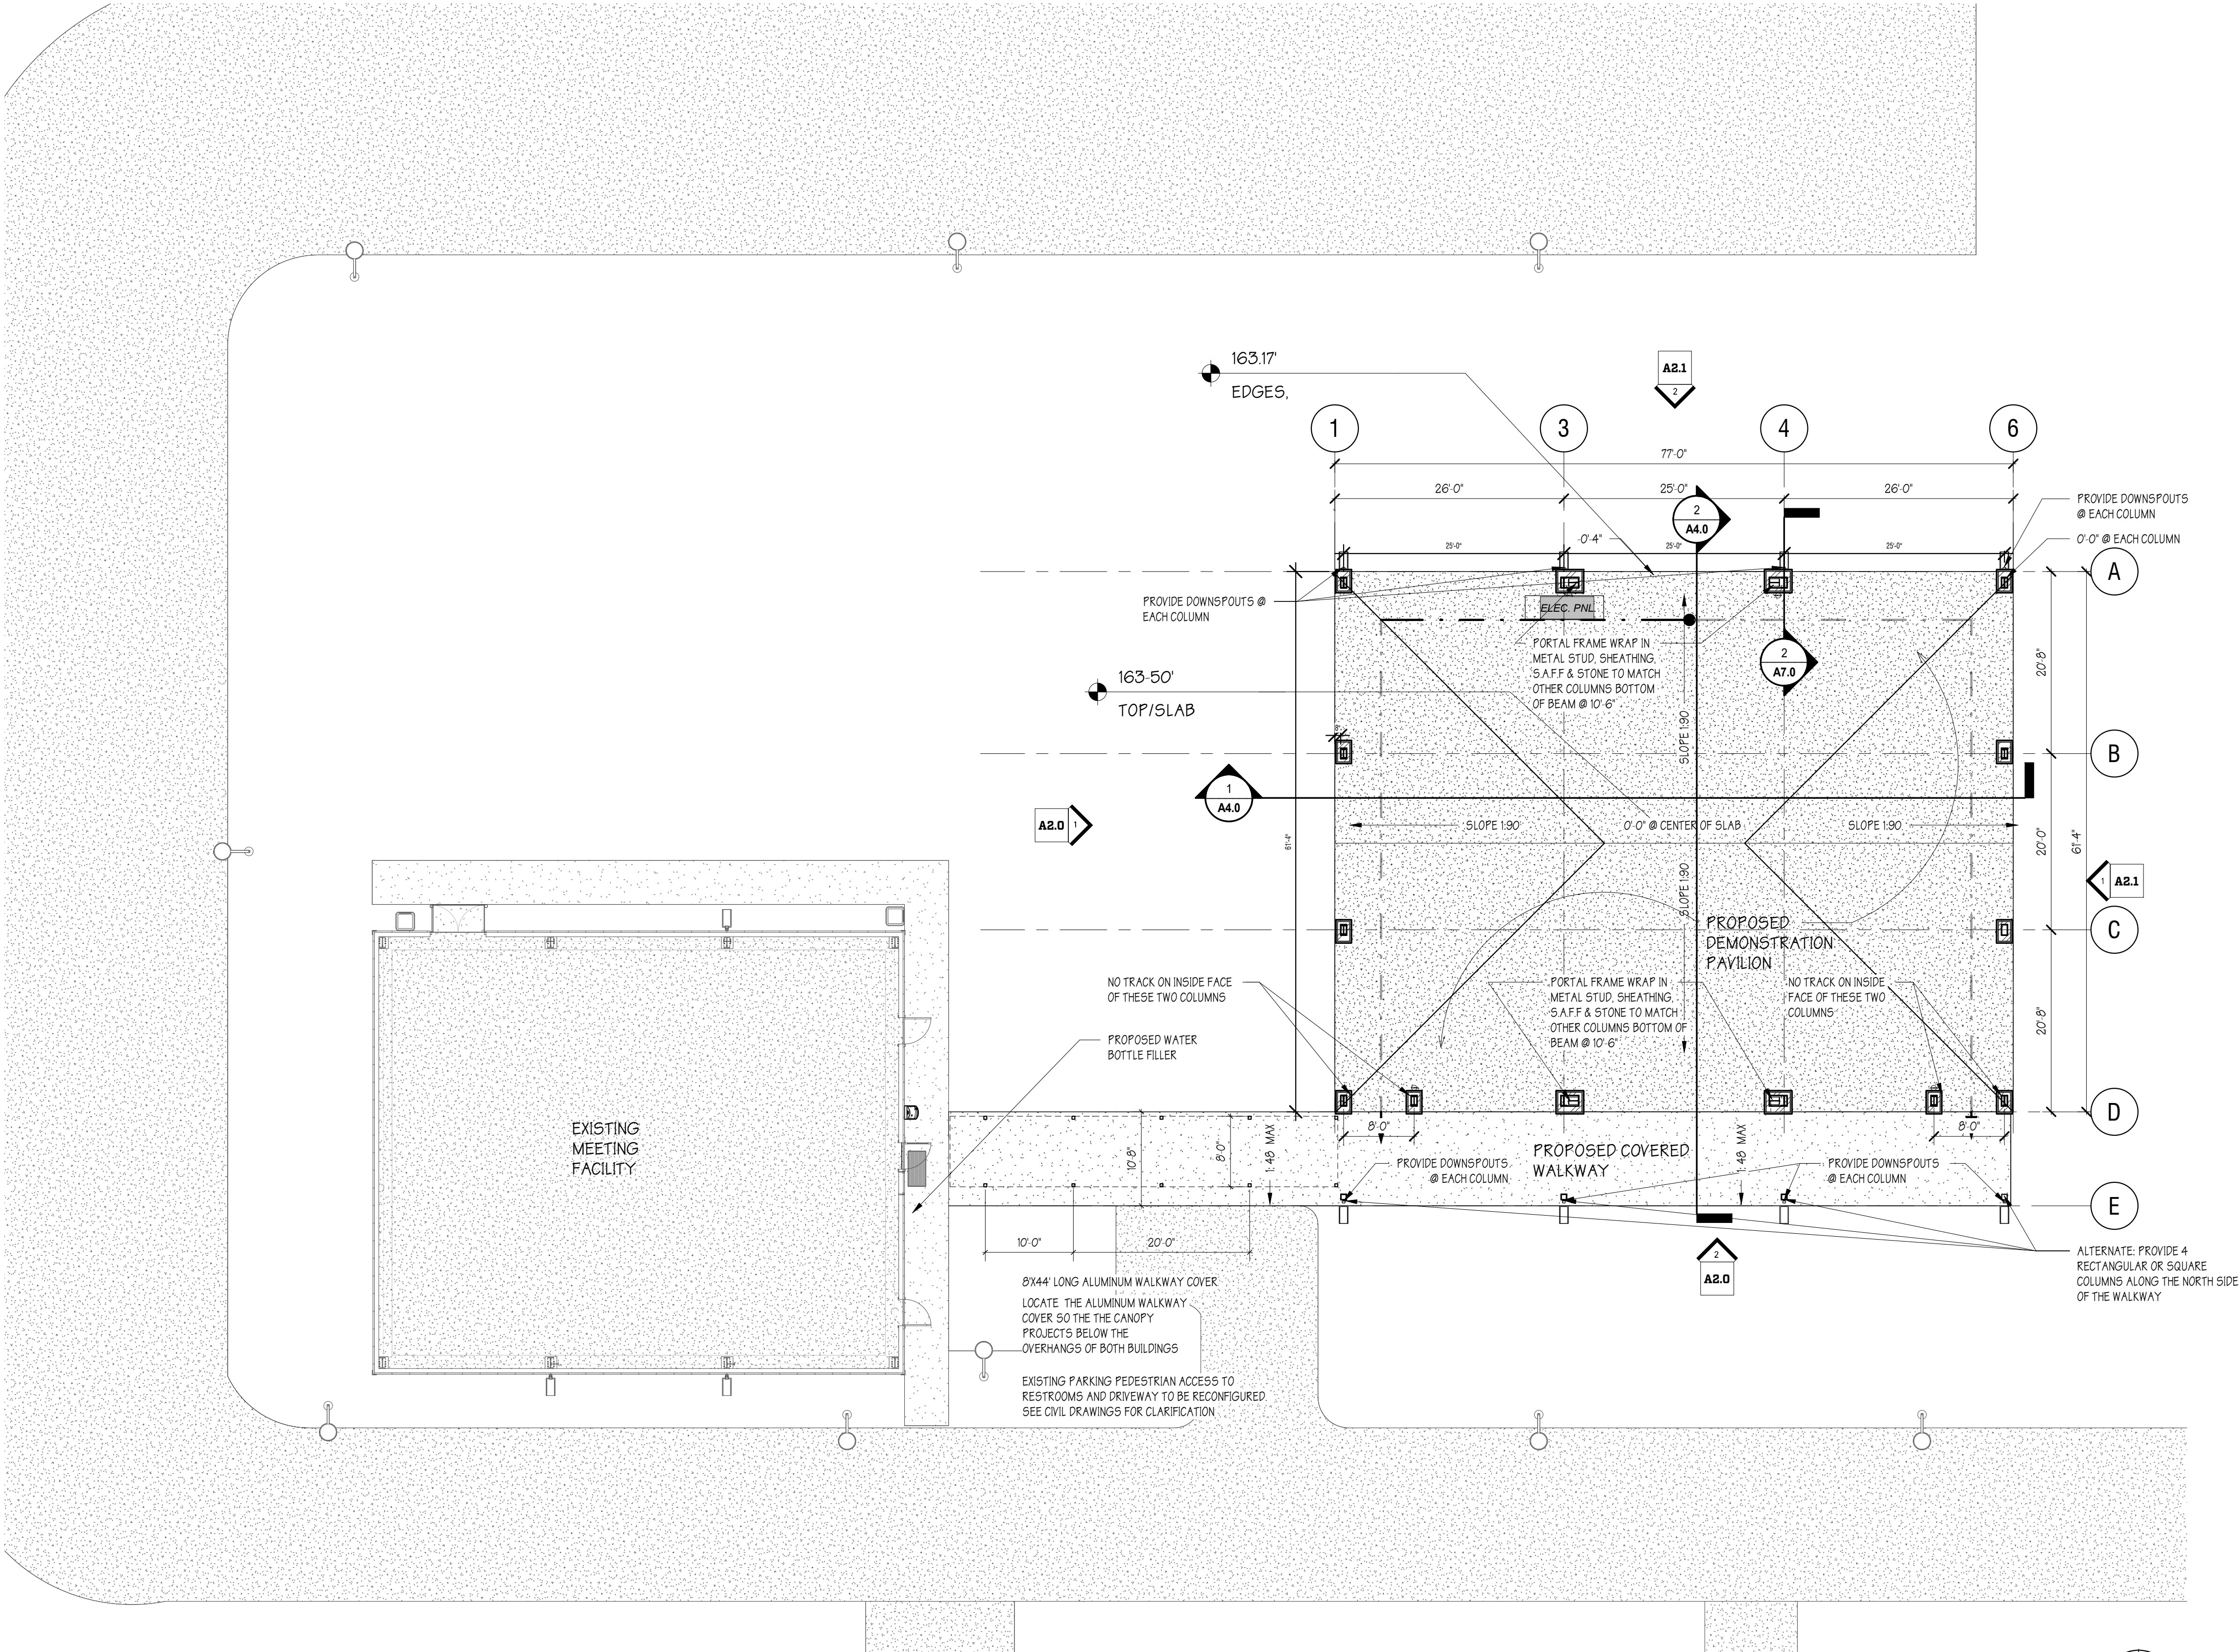 163.17'
EDGES,
A2.1
2
1
3
4
6
77'-0"
26'-0"
25'-0"
26'-0"
2
A4.0
PROVIDE DOWNSPOUTS
@ EACH COLUMN
-0'-4"
25'-0"
25'-0"
25'-0"
0'-0" @ EACH COLUMN
A
PROVIDE DOWNSPOUTS @
EACH COLUMN
ELEC. PNL
PORTAL FRAME WRAP IN
METAL STUD, SHEATHING,
S.A.F.F & STONE TO MATCH
OTHER COLUMNS BOTTOM
OF BEAM @ 10'-6"
2
A7.0
20'-8"
163-50'
TOP/SLAB
SLOPE 1:90
B
1
A4.0
A2.0
1
SLOPE 1:90
0'-0" @ CENTER OF SLAB
SLOPE 1:90
61'-4"
20'-0"
61'-4"
1
A2.1
SLOPE 1:90
PROPOSED
DEMONSTRATION
PAVILION
C
NO TRACK ON INSIDE FACE
OF THESE TWO COLUMNS
PORTAL FRAME WRAP IN
METAL STUD, SHEATHING,
S.A.F.F & STONE TO MATCH
OTHER COLUMNS BOTTOM OF
BEAM @ 10'-6"
NO TRACK ON INSIDE
FACE OF THESE TWO
COLUMNS
20'-8"
PROPOSED WATER
BOTTLE FILLER
D
EXISTING
MEETING
FACILITY
10'-8"
8'-0"
1: 48 MAX
8'-0"
PROPOSED COVERED
WALKWAY
1: 48 MAX
8'-0"
PROVIDE DOWNSPOUTS
@ EACH COLUMN
PROVIDE DOWNSPOUTS
@ EACH COLUMN
E
10'-0"
20'-0"
2
A2.0
ALTERNATE: PROVIDE 4
RECTANGULAR OR SQUARE
COLUMNS ALONG THE NORTH SIDE
OF THE WALKWAY
8'X44' LONG ALUMINUM WALKWAY COVER
LOCATE THE ALUMINUM WALKWAY
COVER SO THE THE CANOPY
PROJECTS BELOW THE
OVERHANGS OF BOTH BUILDINGS
EXISTING PARKING PEDESTRIAN ACCESS TO
RESTROOMS AND DRIVEWAY TO BE RECONFIGURED.
SEE CIVIL DRAWINGS FOR CLARIFICATION